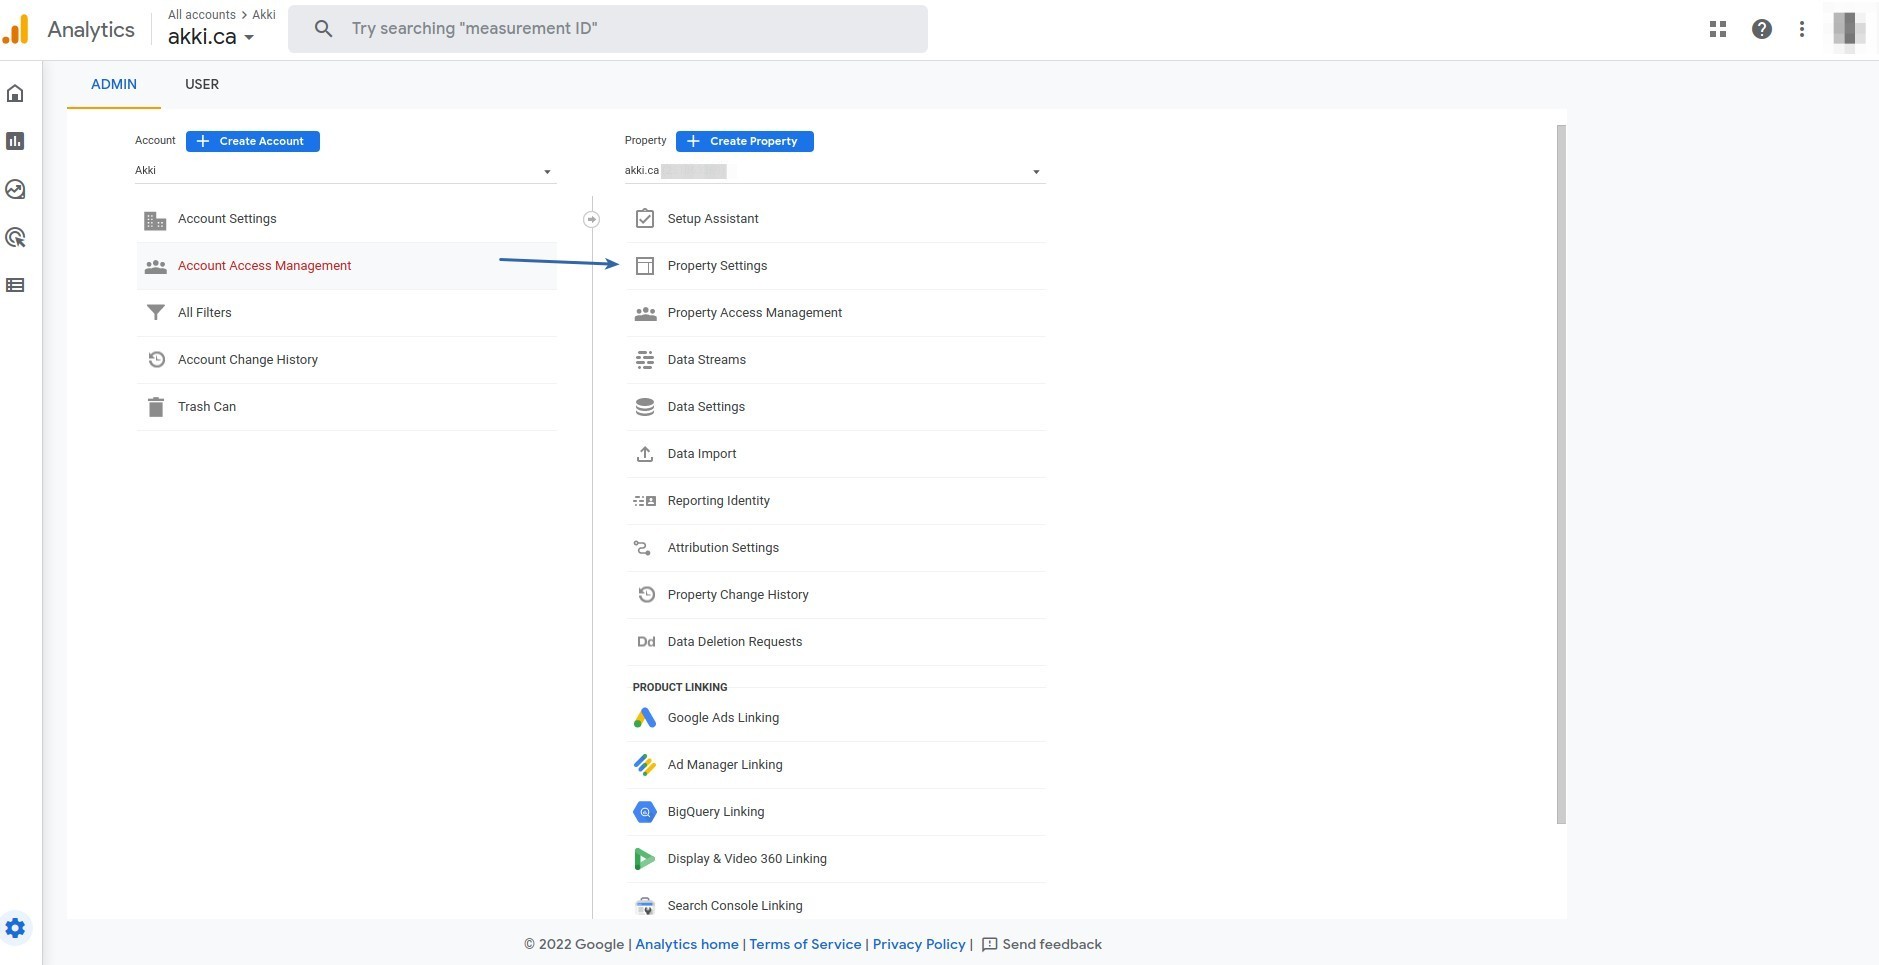 Analytics
All accounts > Akki
akki.ca
Try searching "measurement ID"
ADMIN
USER
Account
+ Create Account
Akki
Account Settings
Account Access Management
All Filters
Account Change History
Trash Can
Property
+ Create Property
akki.ca
Setup Assistant
Property Settings
Property Access Management
Data Streams
Data Settings
Data Import
Reporting Identity
Attribution Settings
Property Change History
Dd Data Deletion Requests
PRODUCT LINKING
Google Ads Linking
Ad Manager Linking
BigQuery Linking
Display & Video 360 Linking
Search Console Linking
© 2022 Google | Analytics home | Terms of Service | Privacy Policy | Send feedback